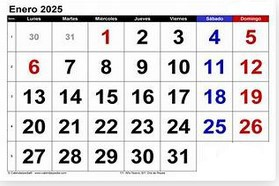 Enero 2025
Lunes Martes Miércoles Jueves Viernes Sábado Domingo
30 31 1 2 3 4 5
6 7 8 9 10 11 12
13 14 15 16 17 18 19
20 21 22 23 24 25 26
27 28 29 30 31